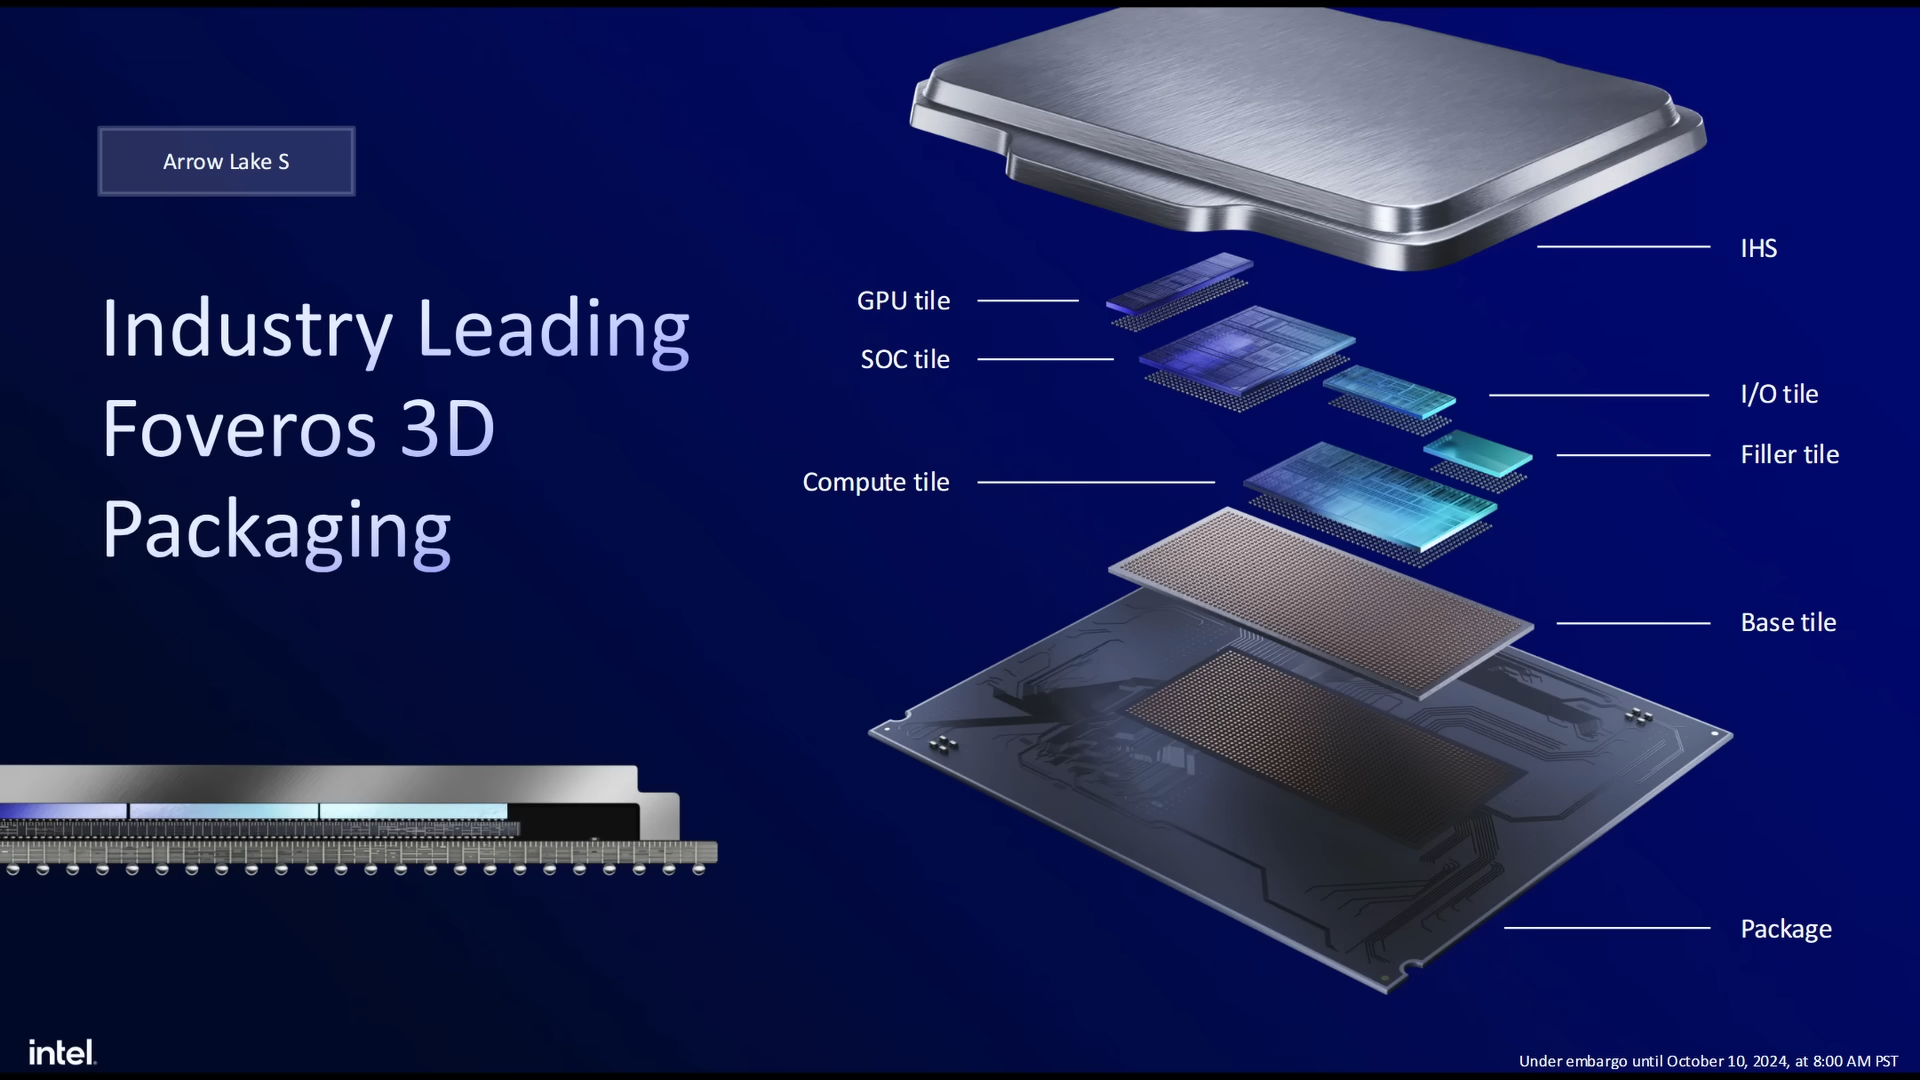 Arrow Lake S
Industry Leading
Foveros 3D
Packaging
IHS
GPU tile
SOC tile
I/O tile
Filler tile
Compute tile
Base tile
Package
intel.
Under embargo until October 10, 2024, at 8:00 AM PST